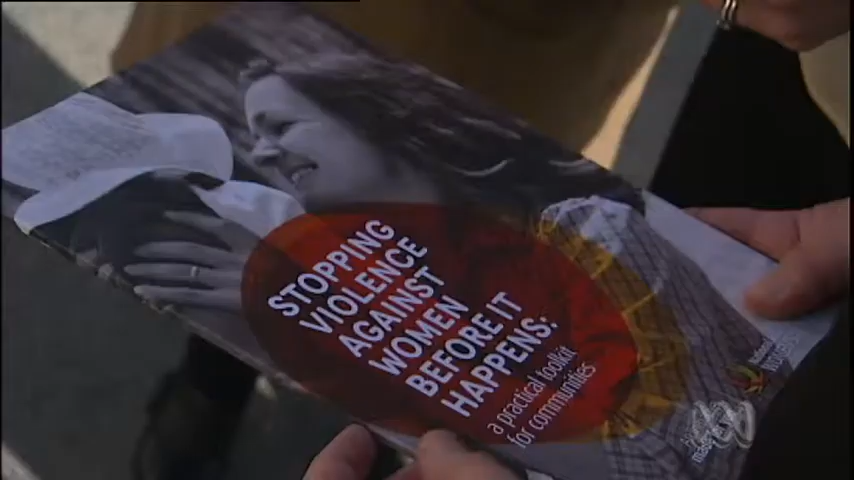 STOPPING
VIOLENCE
AGAINST
WOMEN
BEFORE IT
HAPPENS:
a practical toolkit
for communities